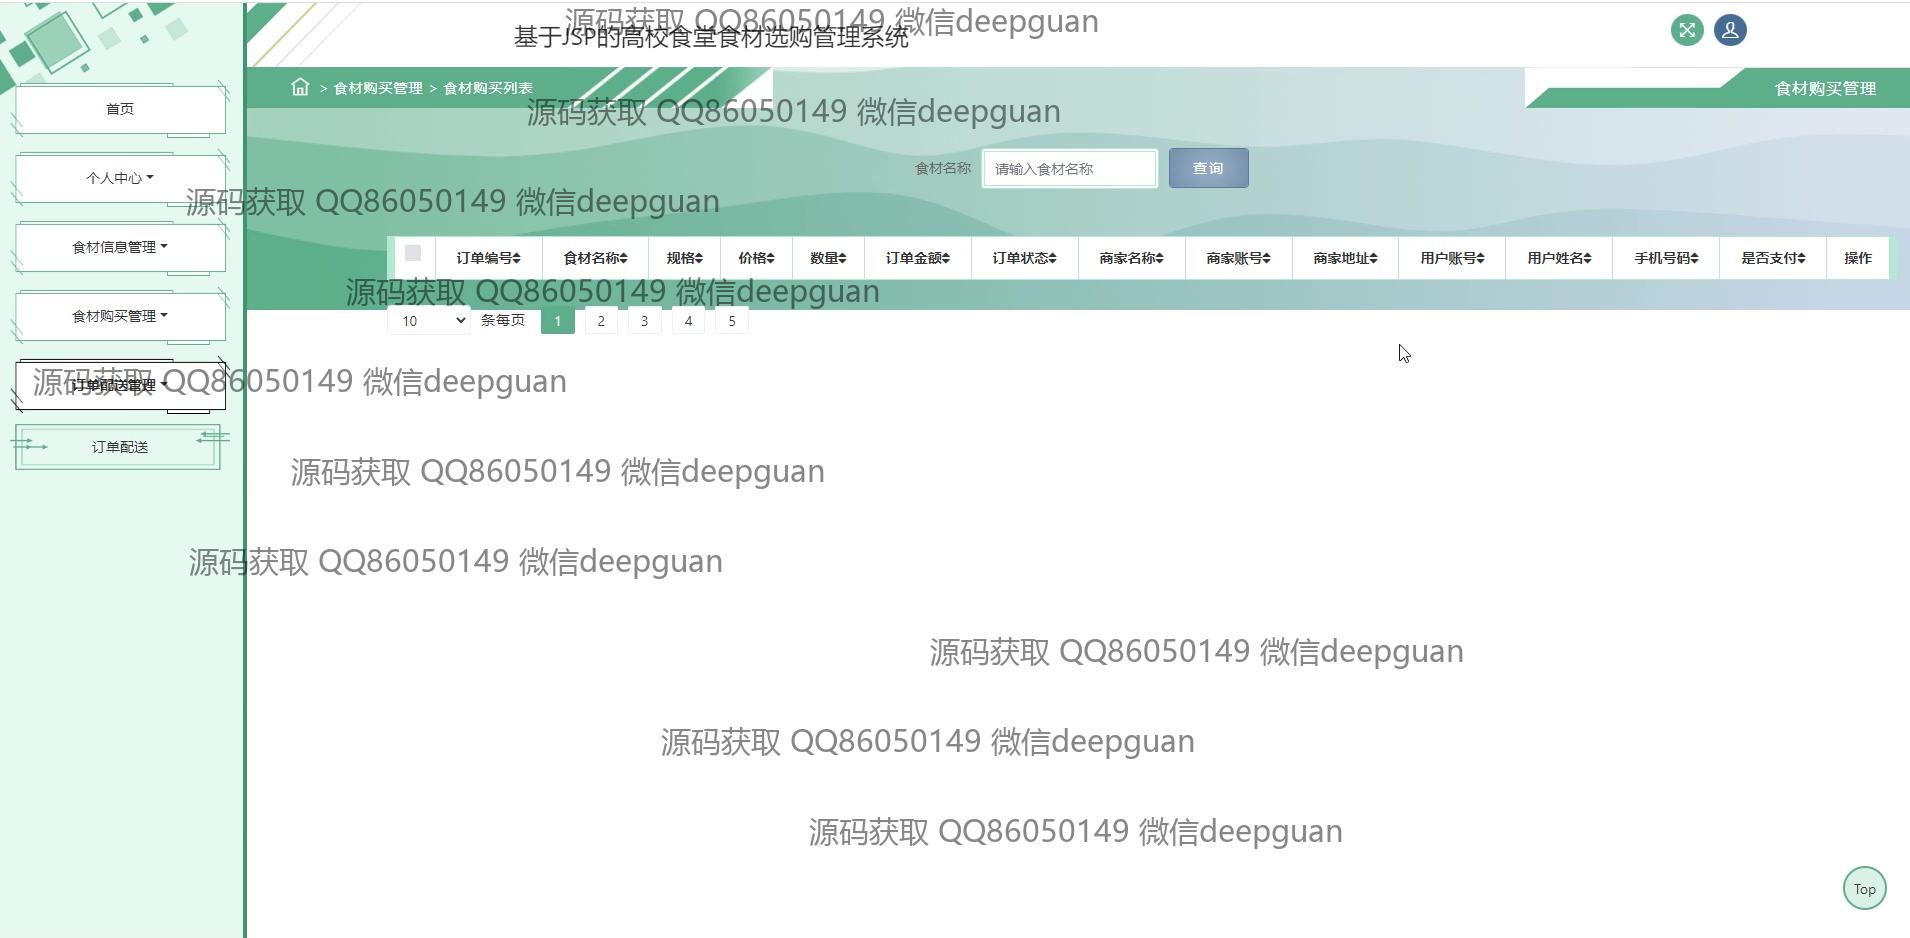 源码获取 QQ86050149 微信deepguan
基于JSP的高校食堂食材选购管理系统
> 食材购买管理 > 食材购买列表
食材购买管理
首页
源码获取 QQ86050149 微信deepguan
食材名称 请输入食材名称 查询
个人中心
源码获取 QQ86050149 微信deepguan
食材信息管理
订单编号 食材名称 规格 价格 数量 订单金额 订单状态 商家名称 商家账号 商家地址 用户账号 用户姓名 手机号码 是否支付 操作
源码获取 QQ86050149 微信deepguan
食材购买管理
10 条每页 1 2 3 4 5
源码获取 QQ86050149 微信deepguan
订单配送管理
订单配送
源码获取 QQ86050149 微信deepguan
源码获取 QQ86050149 微信deepguan
源码获取 QQ86050149 微信deepguan
源码获取 QQ86050149 微信deepguan
源码获取 QQ86050149 微信deepguan
Top